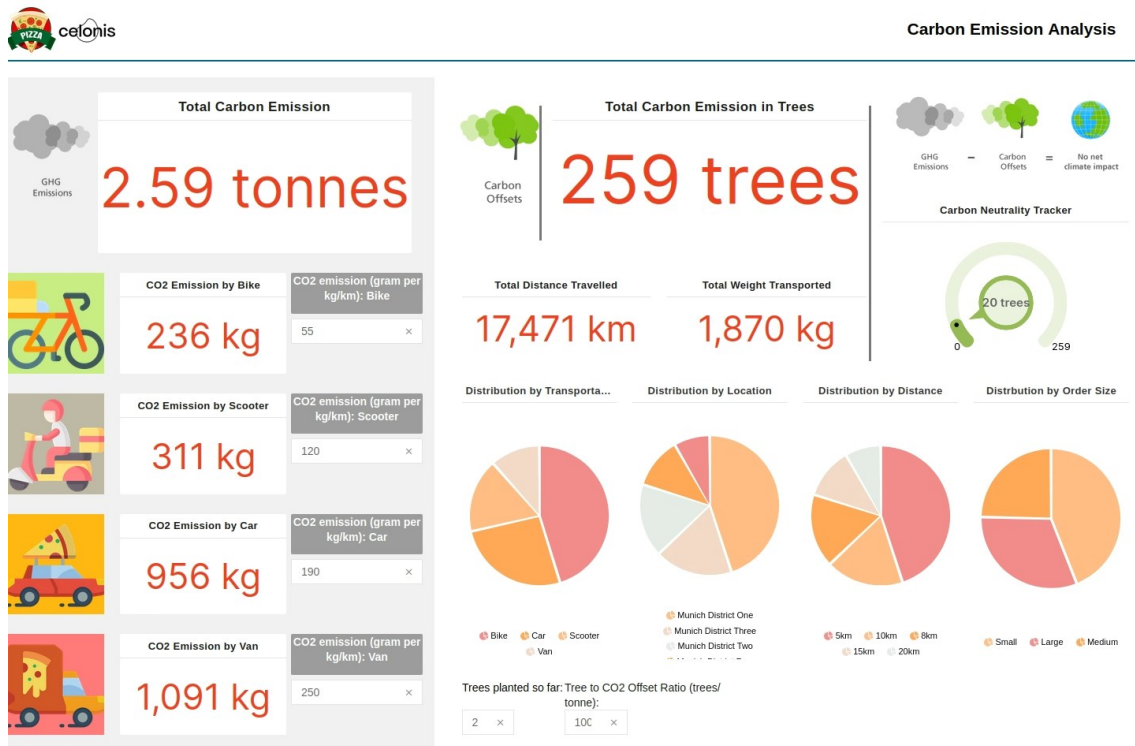 PIZZA
celonis
Carbon Emission Analysis
GHG
Emissions
Total Carbon Emission
2.59 tonnes
Carbon
Offsets
Total Carbon Emission in Trees
259 trees
GHG
Emissions
-
Carbon
Offsets
=
No net
climate impact
Carbon Neutrality Tracker
20 trees
0
259
Total Distance Travelled
17,471 km
Total Weight Transported
1,870 kg
CO2 Emission by Bike
236 kg
CO2 emission (gram per
kg/km): Bike
55 ×
CO2 Emission by Scooter
311 kg
CO2 emission (gram per
kg/km): Scooter
120 ×
CO2 Emission by Car
956 kg
CO2 emission (gram per
kg/km): Car
190 ×
CO2 Emission by Van
1,091 kg
CO2 emission (gram per
kg/km): Van
250 ×
Distribution by Transporta...
Bike Car Scooter
Van
Distribution by Location
Munich District One
Munich District Three
Munich District Two
Distribution by Distance
5km 10km 8km
15km 20km
Distrbution by Order Size
Small Large Medium
Trees planted so far:
2 ×
Tree to CO2 Offset Ratio (trees/
tonne):
100 ×